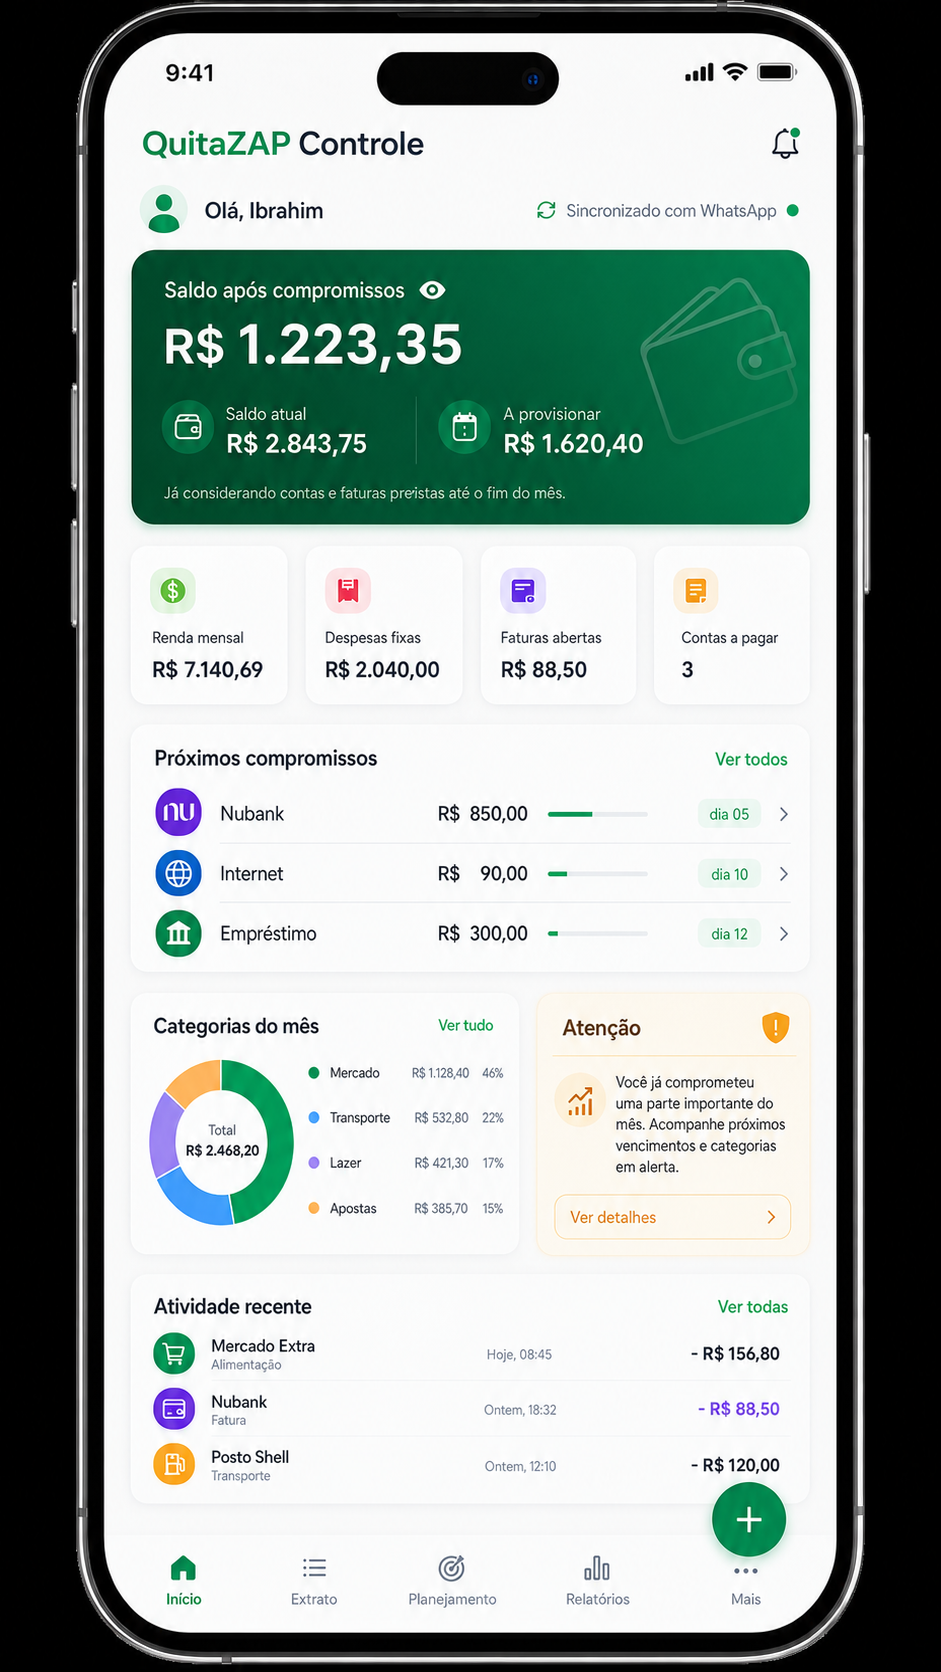 9:41
QuitaZAP Controle
Olá, Ibrahim
Sincronizado com WhatsApp
Saldo após compromissos
R$ 1.223,35
Saldo atual
R$ 2.843,75
A provisionar
R$ 1.620,40
Já considerando contas e faturas previstas até o fim do mês.
Renda mensal
R$ 7.140,69
Despesas fixas
R$ 2.040,00
Faturas abertas
R$ 88,50
Contas a pagar
3
Próximos compromissos
Ver todos
nu Nubank R$ 850,00 dia 05
Internet R$ 90,00 dia 10
Empréstimo R$ 300,00 dia 12
Categorias do mês
Ver tudo
Total
R$ 2.468,20
Mercado R$ 1.128,40 46%
Transporte R$ 532,80 22%
Lazer R$ 421,30 17%
Apostas R$ 385,70 15%
Atenção
Você já comprometeu
uma parte importante do
mês. Acompanhe próximos
vencimentos e categorias
em alerta.
Ver detalhes
Atividade recente
Ver todas
Mercado Extra
Alimentação
Hoje, 08:45
- R$ 156,80
Nubank
Fatura
Ontem, 18:32
- R$ 88,50
Posto Shell
Transporte
Ontem, 12:10
- R$ 120,00
Início
Extrato
Planejamento
Relatórios
Mais